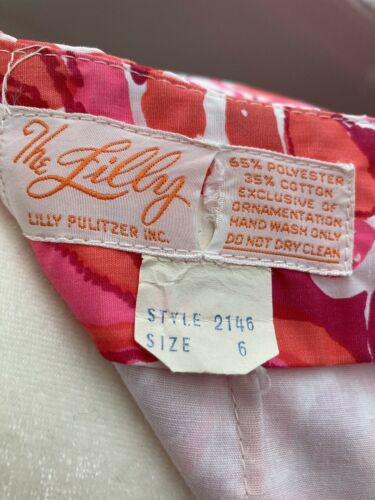 The Lilly
LILLY PULITZER INC.
65% POLYESTER
35% COTTON
EXCLUSIVE OF
ORNAMENTATION
HAND WASH ONLY
DO NOT DRY CLEAN
STYLE 2146
SIZE 6